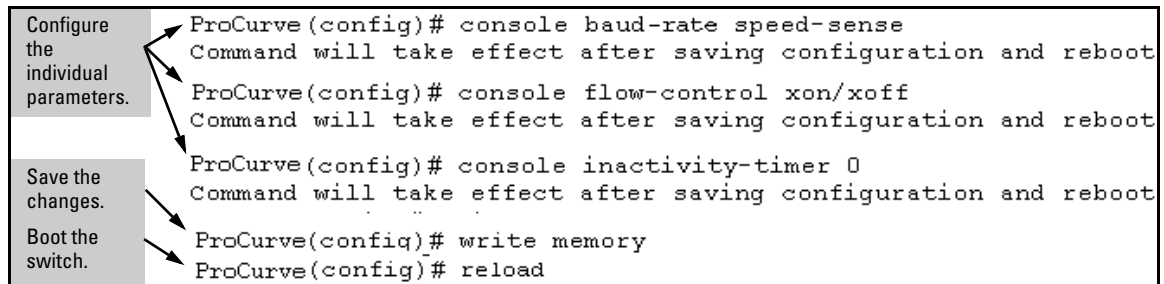 Configure
the
individual
parameters.
ProCurve(config)# console baud-rate speed-sense
Command will take effect after saving configuration and reboot
ProCurve(config)# console flow-control xon/xoff
Command will take effect after saving configuration and reboot
ProCurve(config)# console inactivity-timer 0
Command will take effect after saving configuration and reboot
Save the
changes.
ProCurve(config)# write memory
Boot the
switch.
ProCurve(config)# reload